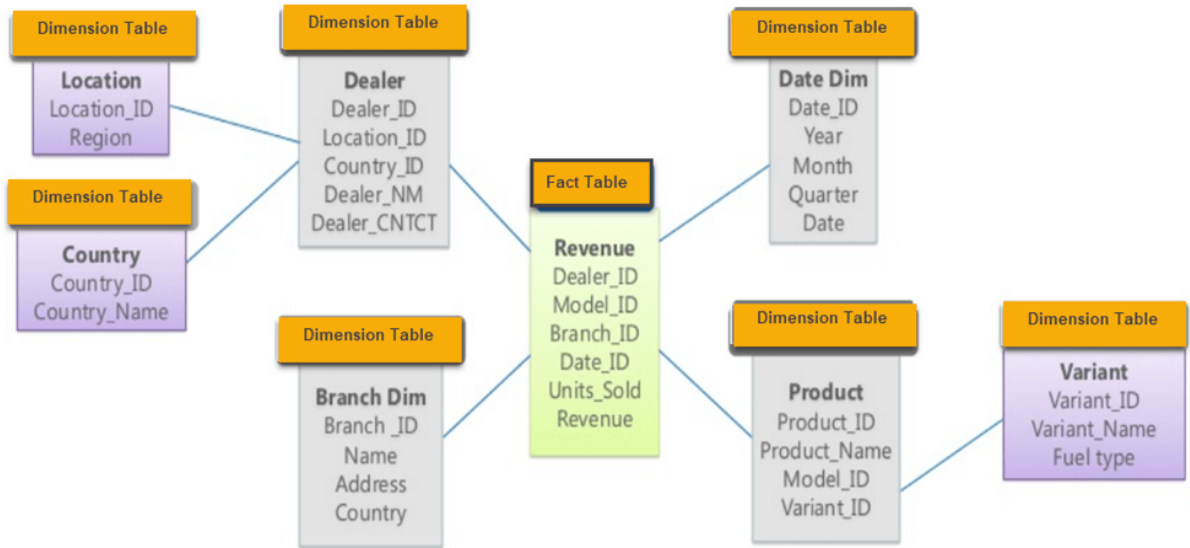 Dimension Table
Location
Location_ID
Region
Dimension Table
Country
Country_ID
Country_Name
Dimension Table
Dealer
Dealer_ID
Location_ID
Country_ID
Dealer_NM
Dealer_CNTCT
Dimension Table
Branch Dim
Branch _ID
Name
Address
Country
Fact Table
Revenue
Dealer_ID
Model_ID
Branch_ID
Date_ID
Units_Sold
Revenue
Dimension Table
Date Dim
Date_ID
Year
Month
Quarter
Date
Dimension Table
Product
Product_ID
Product_Name
Model_ID
Variant_ID
Dimension Table
Variant
Variant_ID
Variant_Name
Fuel type